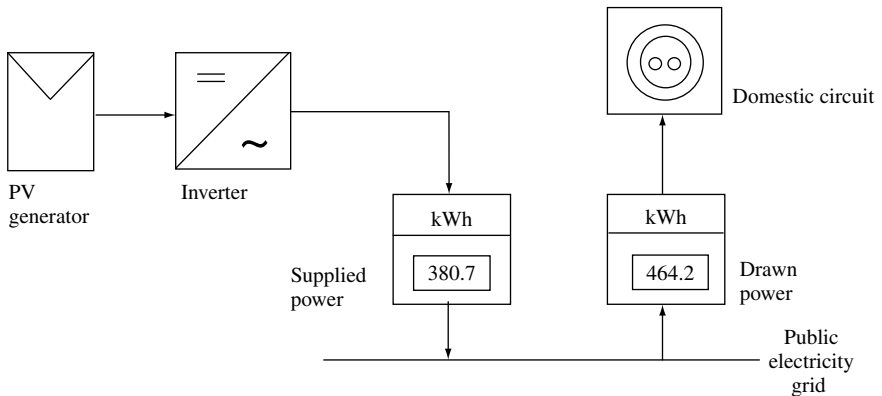 Domestic circuit
PV
generator
Inverter
kWh
380.7
Supplied
power
kWh
464.2
Drawn
power
Public
electricity
grid